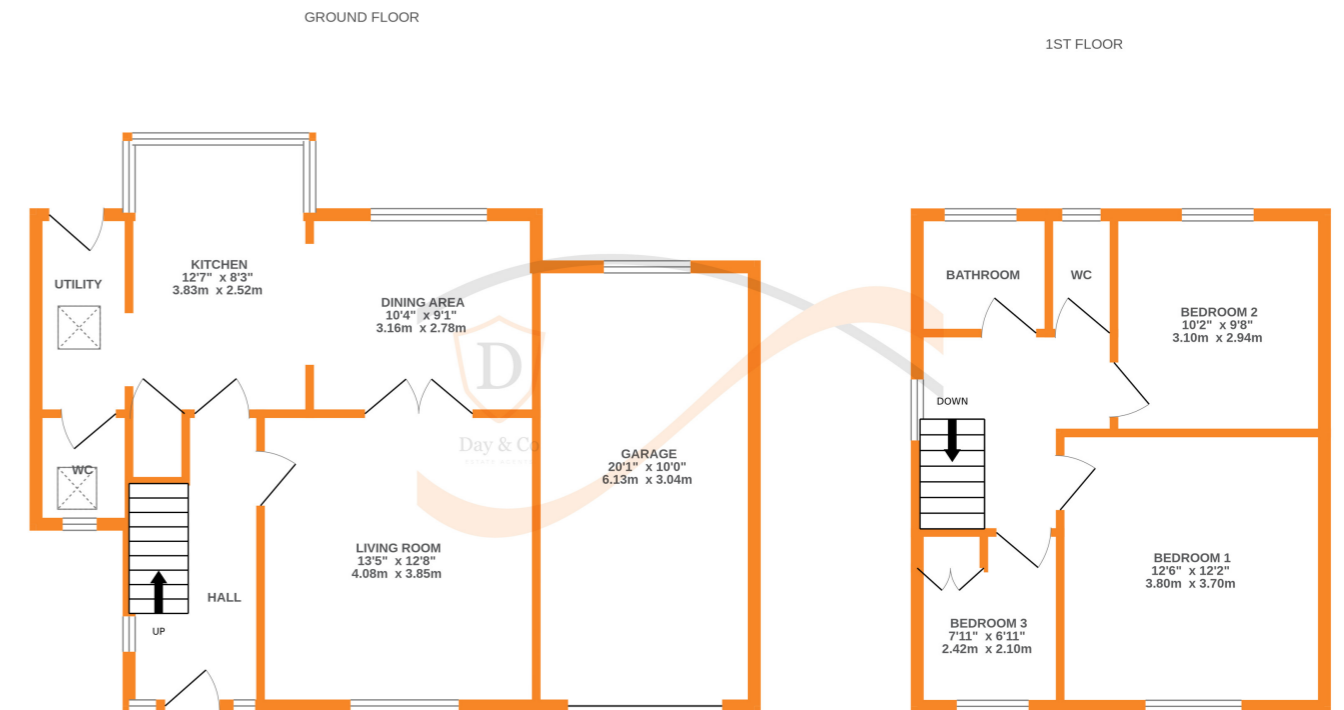 GROUND FLOOR
1ST FLOOR
UTILITY
KITCHEN
12'7" x 8'3"
3.83m x 2.52m
DINING AREA
10'4" x 9'1"
3.16m x 2.78m
WC
LIVING ROOM
13'5" x 12'8"
4.08m x 3.85m
HALL
UP
GARAGE
20'1" x 10'0"
6.13m x 3.04m
D
Day & Co
BATHROOM
WC
BEDROOM 2
10'2" x 9'8"
3.10m x 2.94m
DOWN
BEDROOM 1
12'6" x 12'2"
3.80m x 3.70m
BEDROOM 3
7'11" x 6'11"
2.42m x 2.10m